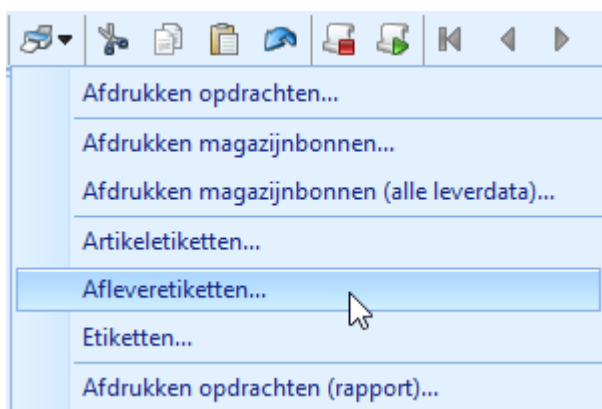 Afdrukken opdrachten...
Afdrukken magazijnbonnen...
Afdrukken magazijnbonnen (alle leverdata)...
Artikeletiketten...
Afleveretiketten...
Etiketten...
Afdrukken opdrachten (rapport)...